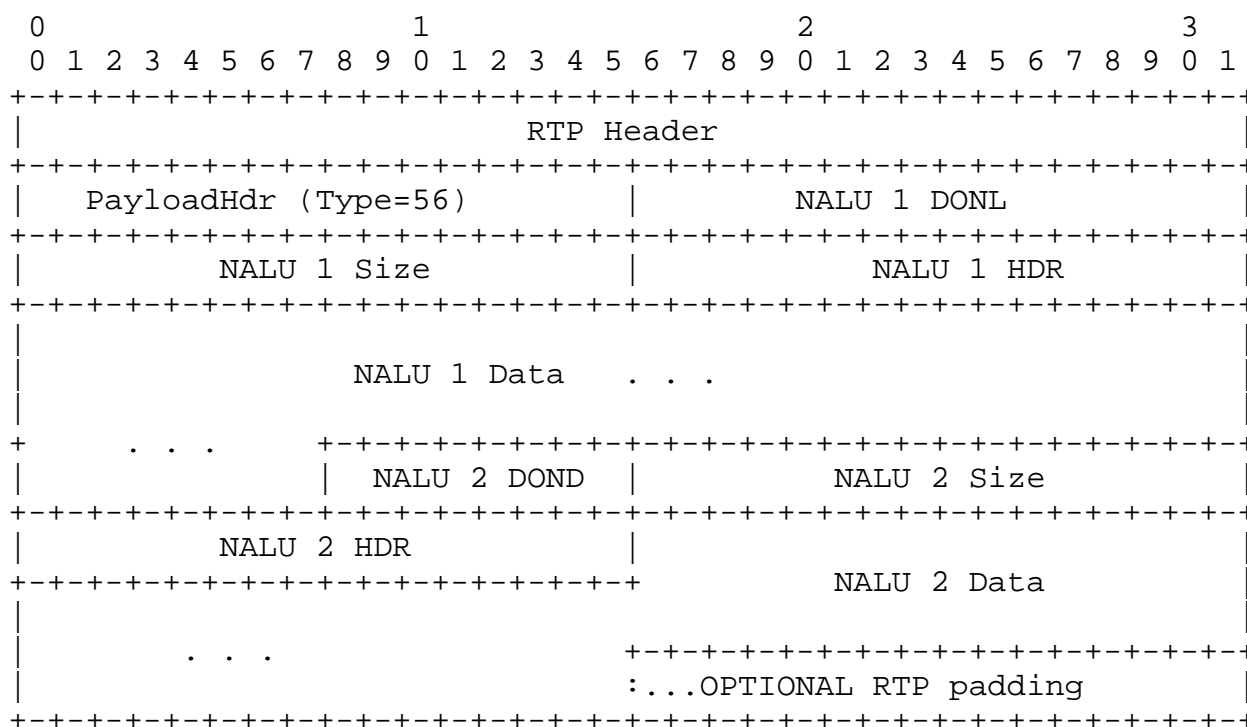 0                   1                   2                   3
0 1 2 3 4 5 6 7 8 9 0 1 2 3 4 5 6 7 8 9 0 1 2 3 4 5 6 7 8 9 0 1
+-+-+-+-+-+-+-+-+-+-+-+-+-+-+-+-+-+-+-+-+-+-+-+-+-+-+-+-+-+-+-+-+
|                          RTP Header                           |
+-+-+-+-+-+-+-+-+-+-+-+-+-+-+-+-+-+-+-+-+-+-+-+-+-+-+-+-+-+-+-+-+
|   PayloadHdr (Type=56)        |        NALU 1 DONL            |
+-+-+-+-+-+-+-+-+-+-+-+-+-+-+-+-+-+-+-+-+-+-+-+-+-+-+-+-+-+-+-+-+
|          NALU 1 Size          |            NALU 1 HDR         |
+-+-+-+-+-+-+-+-+-+-+-+-+-+-+-+-+-+-+-+-+-+-+-+-+-+-+-+-+-+-+-+-+
|                                                               |
|                 NALU 1 Data   . . .                           |
|                                                               |
+     . . .     +-+-+-+-+-+-+-+-+-+-+-+-+-+-+-+-+-+-+-+-+-+-+-+-+
|               |  NALU 2 DOND  |          NALU 2 Size          |
+-+-+-+-+-+-+-+-+-+-+-+-+-+-+-+-+-+-+-+-+-+-+-+-+-+-+-+-+-+-+-+-+
|          NALU 2 HDR           |                               |
+-+-+-+-+-+-+-+-+-+-+-+-+-+-+-+-+          NALU 2 Data          |
|                                                               |
|        . . .                  +-+-+-+-+-+-+-+-+-+-+-+-+-+-+-+-+
|                               :...OPTIONAL RTP padding        |
+-+-+-+-+-+-+-+-+-+-+-+-+-+-+-+-+-+-+-+-+-+-+-+-+-+-+-+-+-+-+-+-+